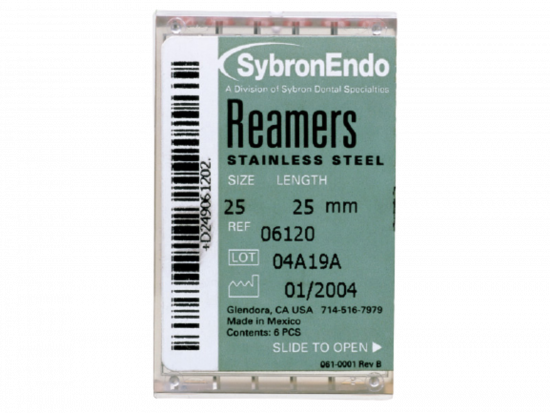 SybronEndo
A Division of Sybron Dental Specialties
Reamers
STAINLESS STEEL
SIZE LENGTH
25 25 mm
REF 06120
LOT 04A19A
01/2004
Glendora, CA USA 714-516-7979
Made in Mexico
Contents: 6 PCS
SLIDE TO OPEN ▶
061-0001 Rev B
+D249061202.